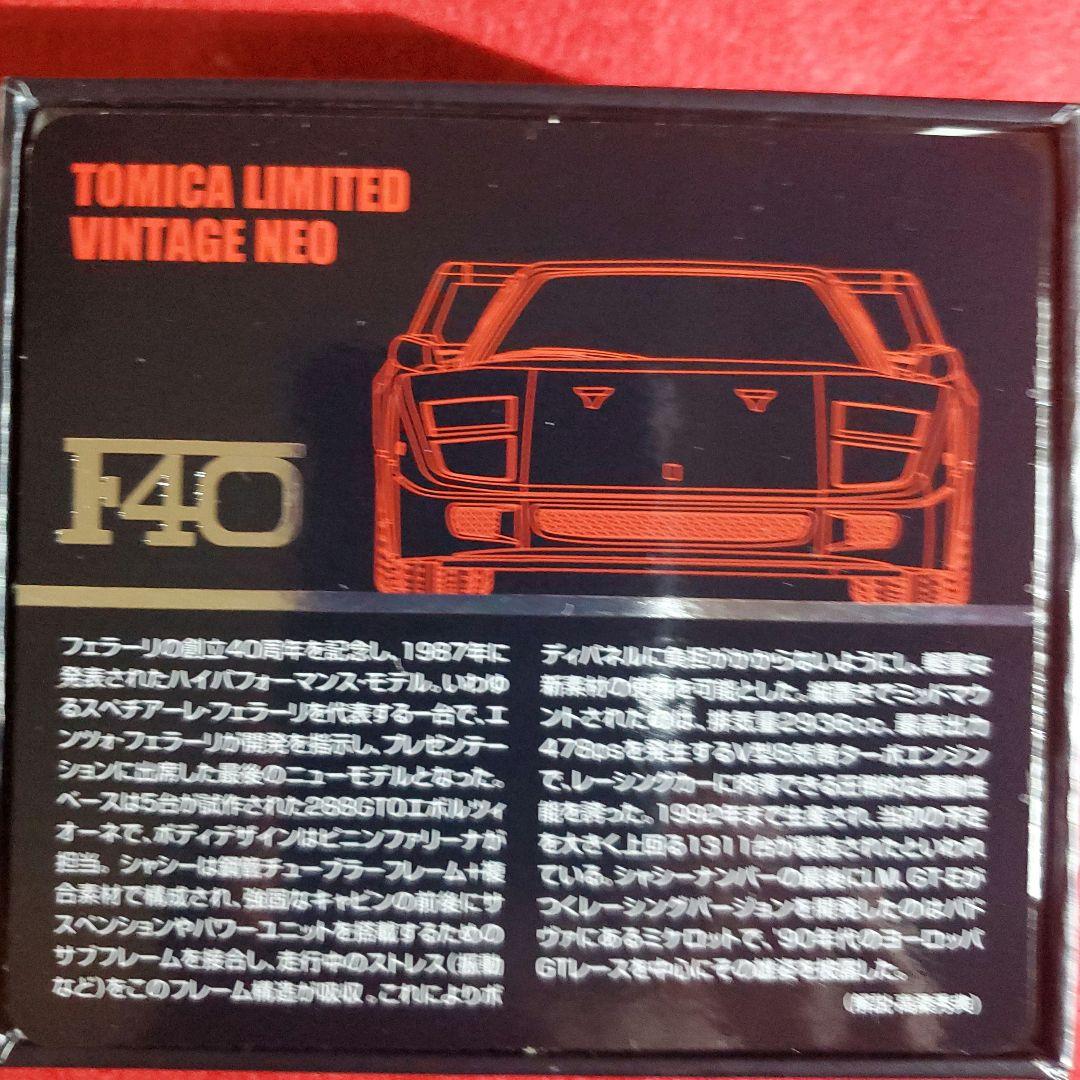 TOMICA LIMITED
VINTAGE NEO
F40
フェラーリの創立40周年を記念し、1987年に
発表されたハイパフォーマンス・モデル。いわゆ
るスペチアーレ・フェラーリを代表する一台で、エ
ンツォ・フェラーリが開発を指示し、プレゼンテー
ションに出席した最後のニューモデルとなった。
ベースは5台が試作された288GTOエボルツィ
オーネで、ボディデザインはピニンファリーナが
担当。シャシーは鋼管チューブラーフレーム+複
合素材で構成され、強固なキャビンの前後にサ
スペンションやパワーユニットを搭載するための
サブフレームを接合し、走行中のストレス(振動
など)をこのフレーム構造が吸収。これによりボ
ディパネルに負担がかからないようにし、軽量な
新素材の使用を可能とした。縦置きでミッドマウ
ントされたのは、排気量2936cc、最高出力
478psを発生するV型8気筒ターボエンジン
で、レーシングカーに肉薄できる圧倒的な運動性
能を誇った。1992年まで生産され、当初の予定
を大きく上回る1311台が製造されたといわれ
ている。シャシーナンバーの最後にLM、GT-Eが
つくレーシングバージョンを開発したのはパド
ヴァにあるミケロットで、'90年代のヨーロッパ
GTレースを中心にその雄姿を披露した。
(解説: